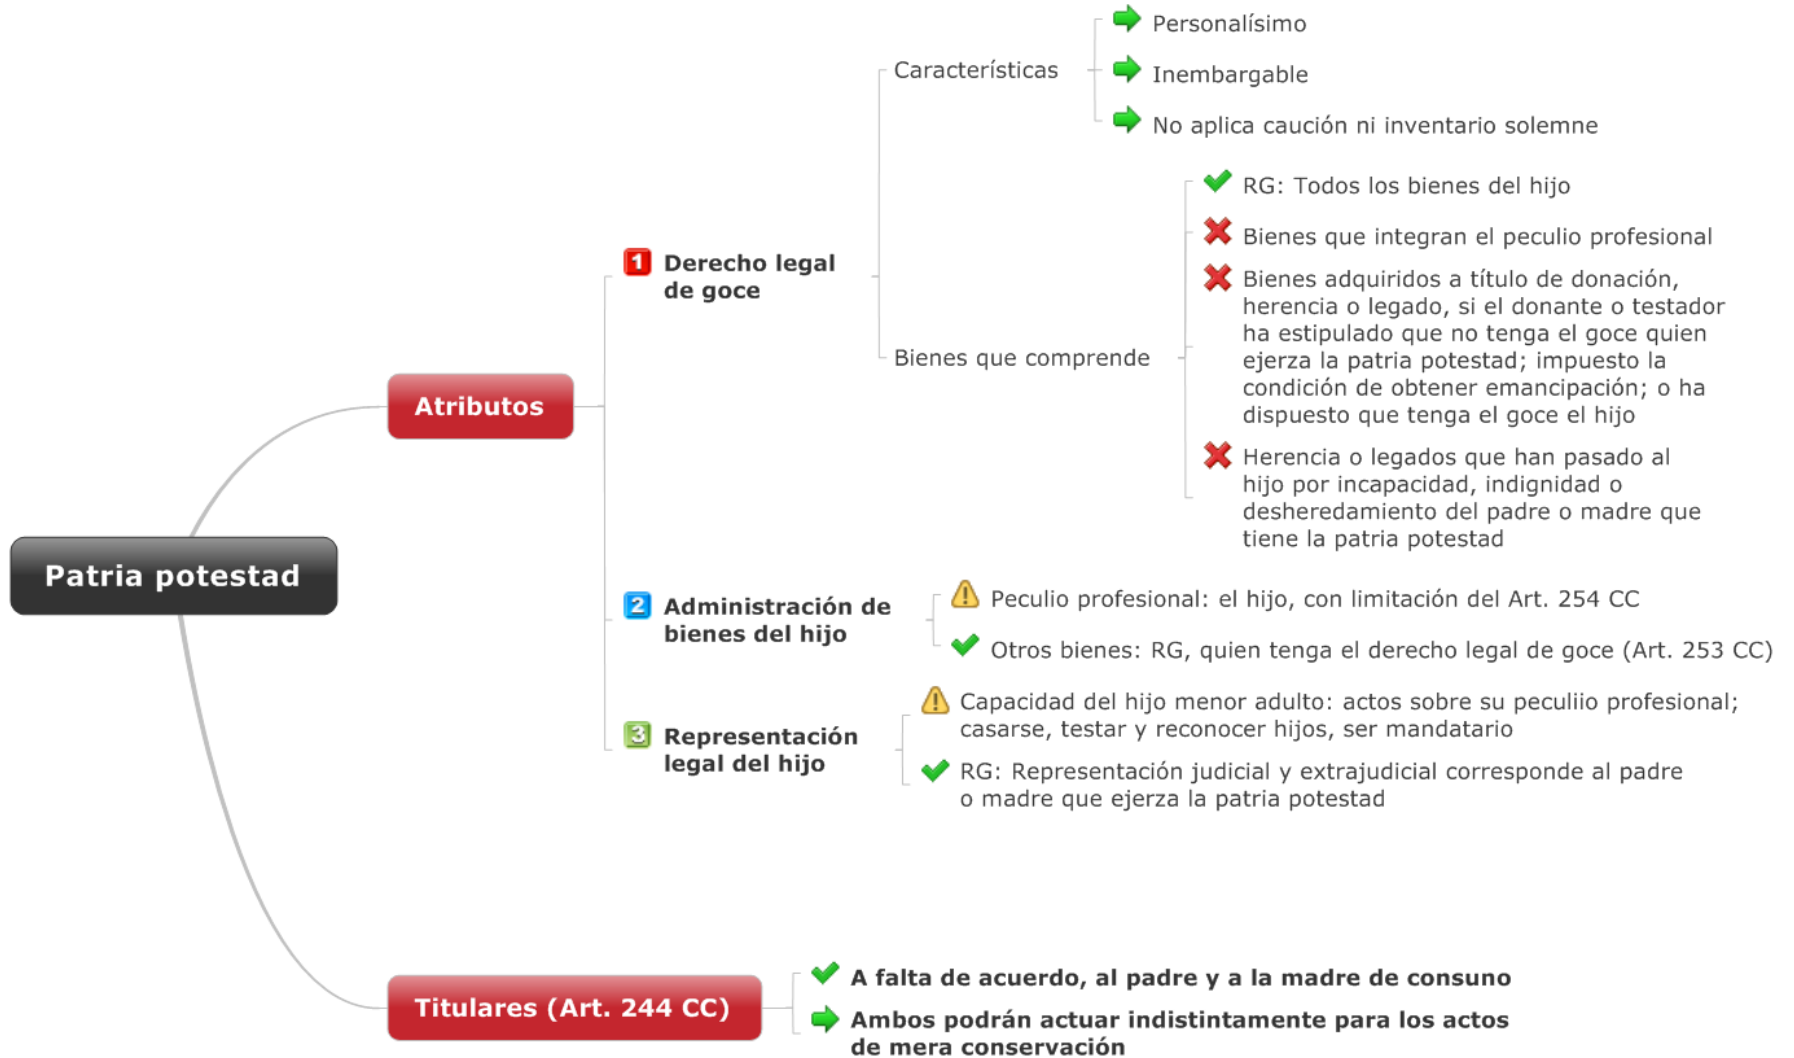 Patria potestad
Atributos
1
Derecho legal
de goce
Características
Personalísimo
Inembargable
No aplica caución ni inventario solemne
Bienes que comprende
RG: Todos los bienes del hijo
Bienes que integran el peculio profesional
Bienes adquiridos a título de donación,
herencia o legado, si el donante o testador
ha estipulado que no tenga el goce quien
ejerza la patria potestad; impuesto la
condición de obtener emancipación; o ha
dispuesto que tenga el goce el hijo
Herencia o legados que han pasado al
hijo por incapacidad, indignidad o
desheredamiento del padre o madre que
tiene la patria potestad
2
Administración de
bienes del hijo
Peculio profesional: el hijo, con limitación del Art. 254 CC
Otros bienes: RG, quien tenga el derecho legal de goce (Art. 253 CC)
3
Representación
legal del hijo
Capacidad del hijo menor adulto: actos sobre su peculiio profesional;
casarse, testar y reconocer hijos, ser mandatario
RG: Representación judicial y extrajudicial corresponde al padre
o madre que ejerza la patria potestad
Titulares (Art. 244 CC)
A falta de acuerdo, al padre y a la madre de consuno
Ambos podrán actuar indistintamente para los actos
de mera conservación